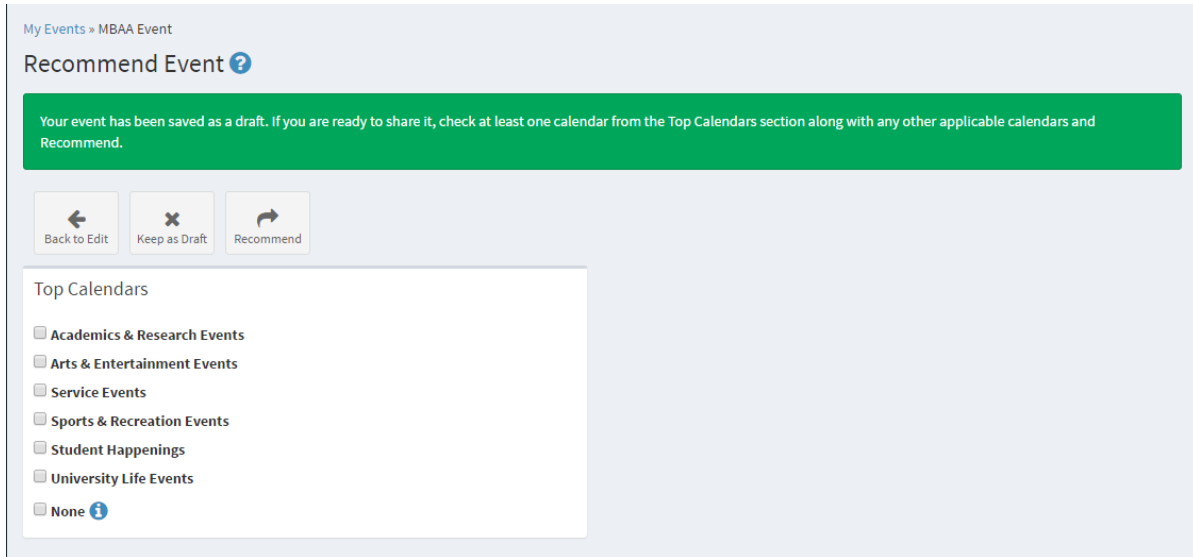 My Events » MBAA Event
Recommend Event
Your event has been saved as a draft. If you are ready to share it, check at least one calendar from the Top Calendars section along with any other applicable calendars and
Recommend.
Back to Edit
Keep as Draft
Recommend
Top Calendars
Academics & Research Events
Arts & Entertainment Events
Service Events
Sports & Recreation Events
Student Happenings
University Life Events
None